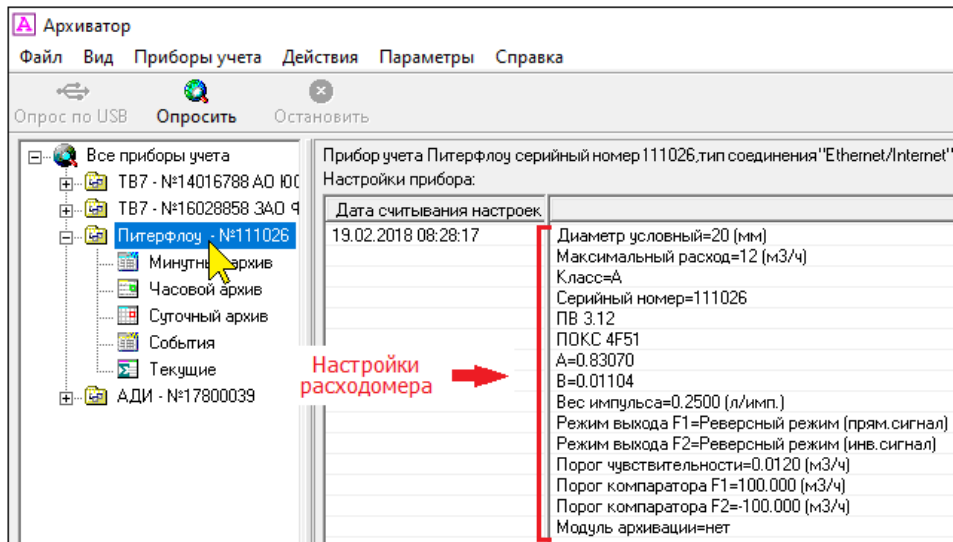 A Архиватор
Файл Вид Приборы учета Действия Параметры Справка
Опрос по USB Опросить Остановить
Все приборы учета
ТВ7 - №14016788 АО
ТВ7 - №16028858 ЗАО
Питерфлоу - №111026
Минутный архив
Часовой архив
Суточный архив
События
Текущие
АДИ - №17800039
Прибор учета Питерфлоу серийный номер 111026,тип соединения "Ethernet/Internet"
Настройки прибора:
Дата считывания настроек
19.02.2018 08:28:17
Настройки
расходомера
Диаметр условный=20 (мм)
Максимальный расход=12 (м3/ч)
Класс=А
Серийный номер=111026
ПВ 3.12
ПОКС 4F51
A=0.83070
B=0.01104
Вес импульса=0.2500 (л/имп.)
Режим выхода F1=Реверсный режим (прям.сигнал)
Режим выхода F2=Реверсный режим (инв.сигнал)
Порог чувствительности=0.0120 (м3/ч)
Порог компаратора F1=100.000 (м3/ч)
Порог компаратора F2=-100.000 (м3/ч)
Модуль архивации=нет